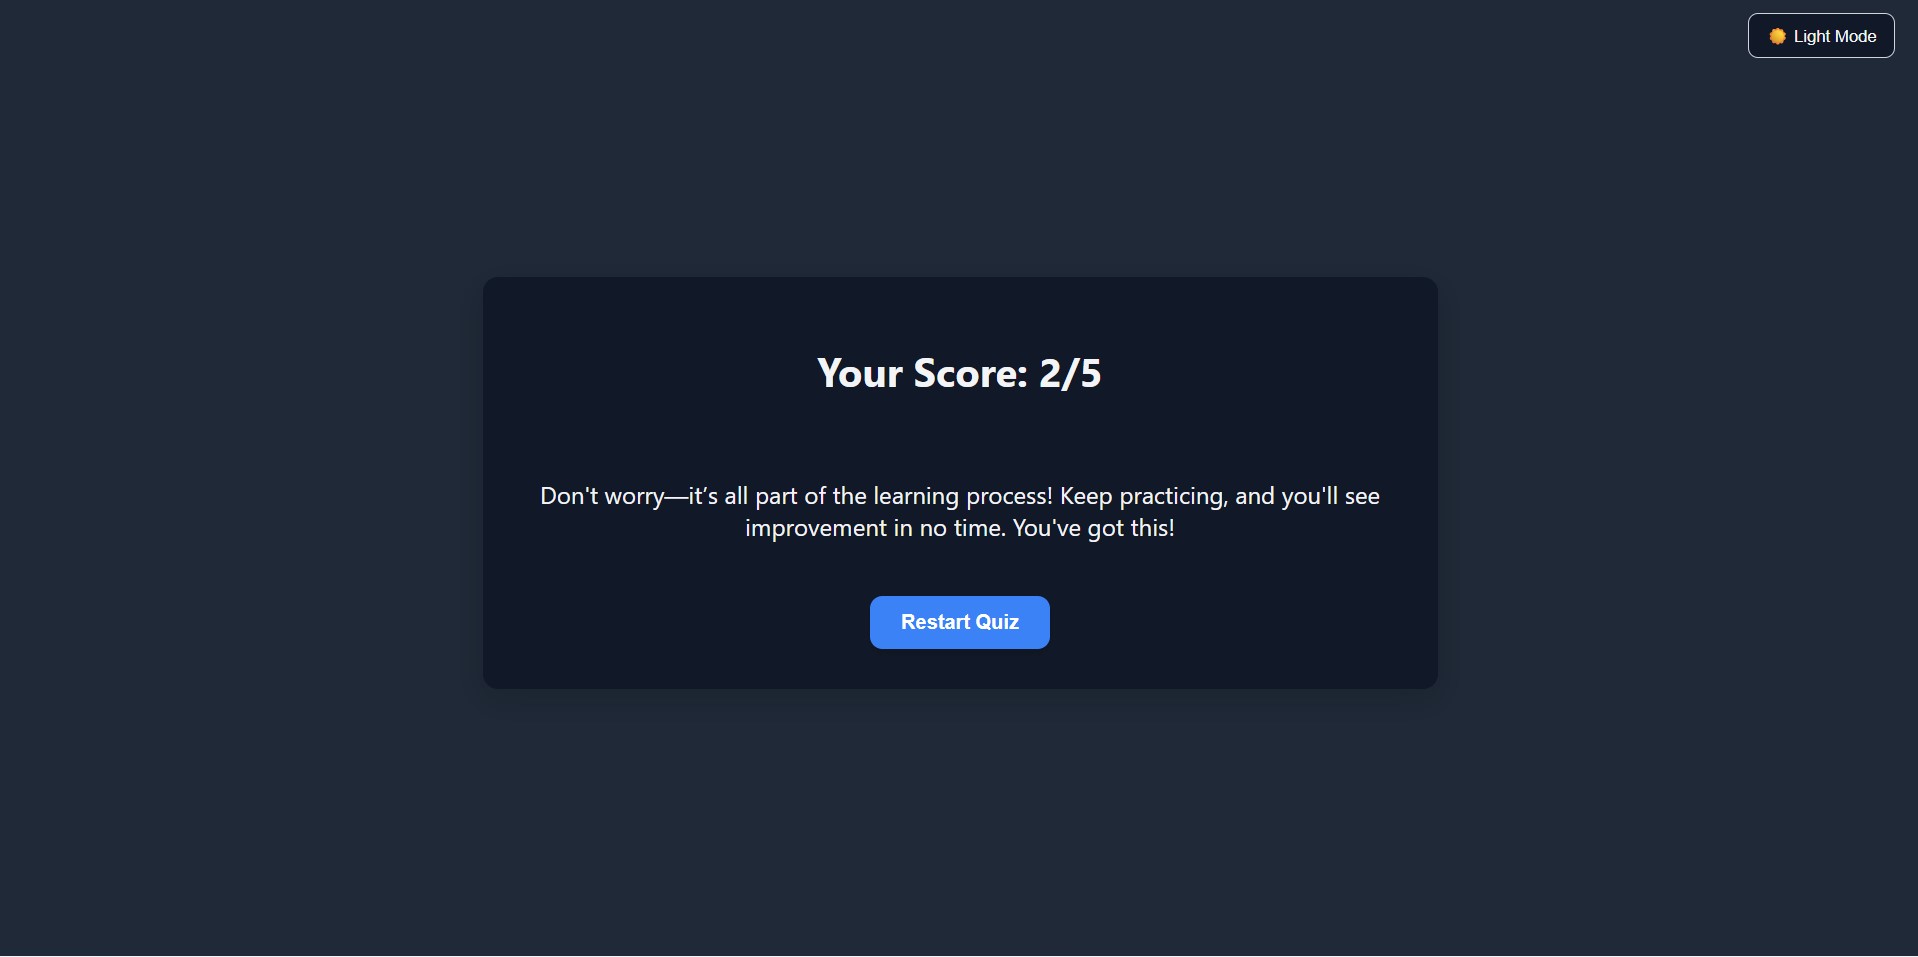 Light Mode
Your Score: 2/5
Don't worry—it’s all part of the learning process! Keep practicing, and you'll see
improvement in no time. You've got this!
Restart Quiz